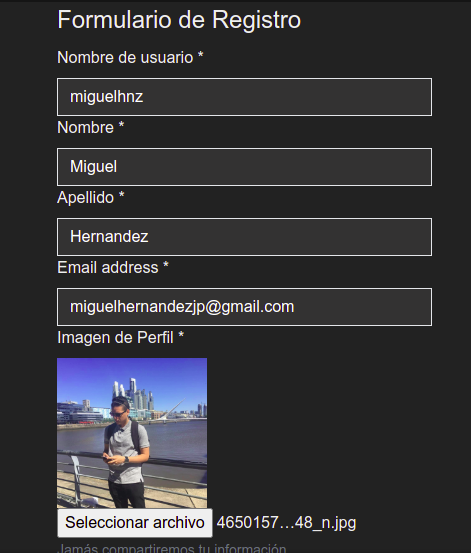 Formulario de Registro
Nombre de usuario *
miguelhnz
Nombre *
Miguel
Apellido *
Hernandez
Email address *
miguelhernandezjp@gmail.com
Imagen de Perfil *
Seleccionar archivo 4650157…48_n.jpg
Jamás compartiremos tu información